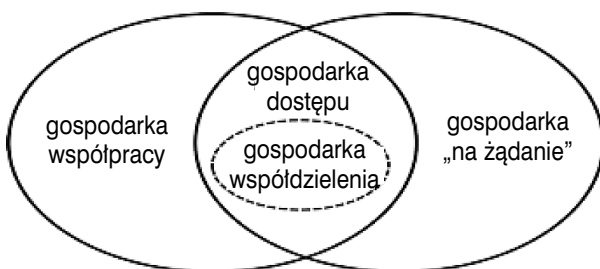 gospodarka
współpracy
gospodarka
dostępu
gospodarka
współdzielenia
gospodarka
„na żądanie”